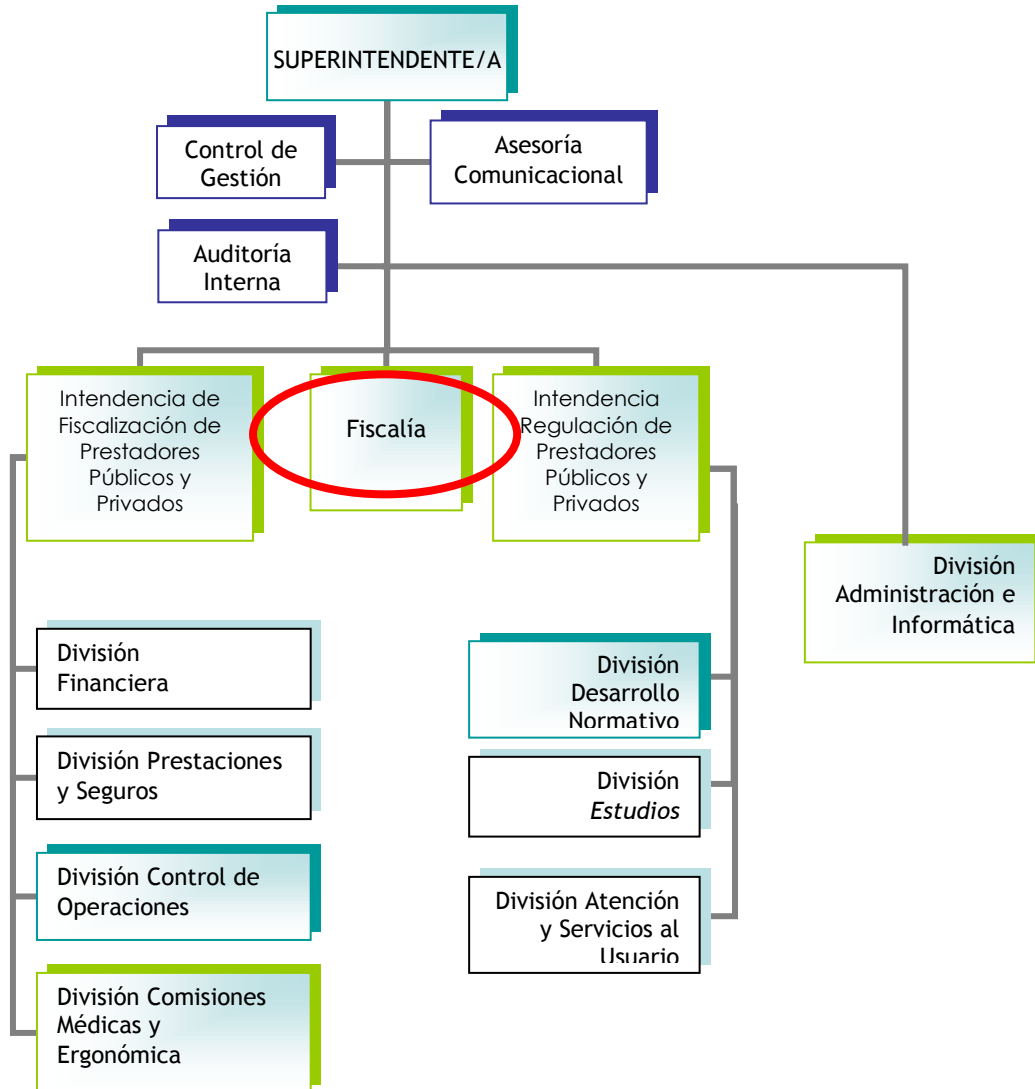 SUPERINTENDENTE/A
Control de
Gestión
Asesoría
Comunicacional
Auditoría
Interna
Intendencia de
Fiscalización de
Prestadores
Públicos y
Privados
Fiscalía
Intendencia
Regulación de
Prestadores
Públicos y
Privados
División
Administración e
Informática
División
Financiera
División Prestaciones
y Seguros
División Control de
Operaciones
División Comisiones
Médicas y
Ergonómica
División
Desarrollo
Normativo
División
Estudios
División Atención
y Servicios al
Usuario